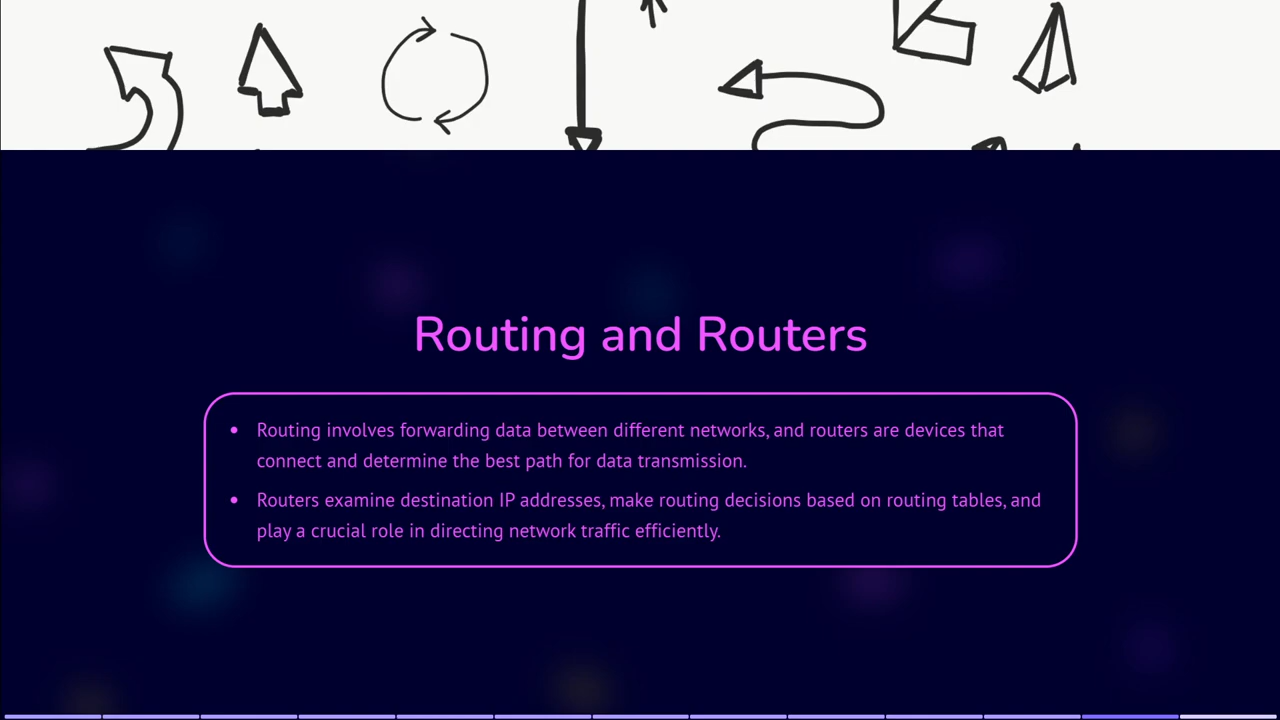 Routing and Routers
• Routing involves forwarding data between different networks, and routers are devices that
connect and determine the best path for data transmission.
• Routers examine destination IP addresses, make routing decisions based on routing tables, and
play a crucial role in directing network traffic efficiently.